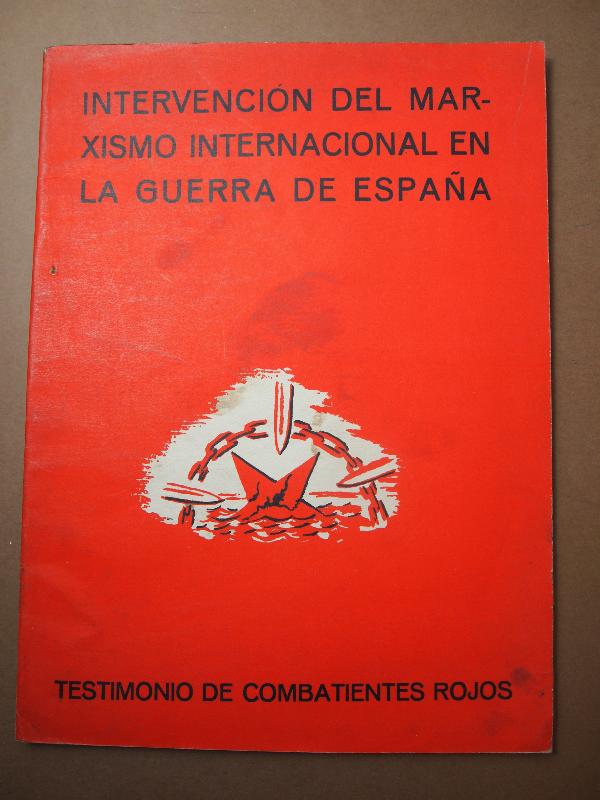 INTERVENCIÓN DEL MAR-
XISMO INTERNACIONAL EN
LA GUERRA DE ESPAÑA
TESTIMONIO DE COMBATIENTES ROJOS